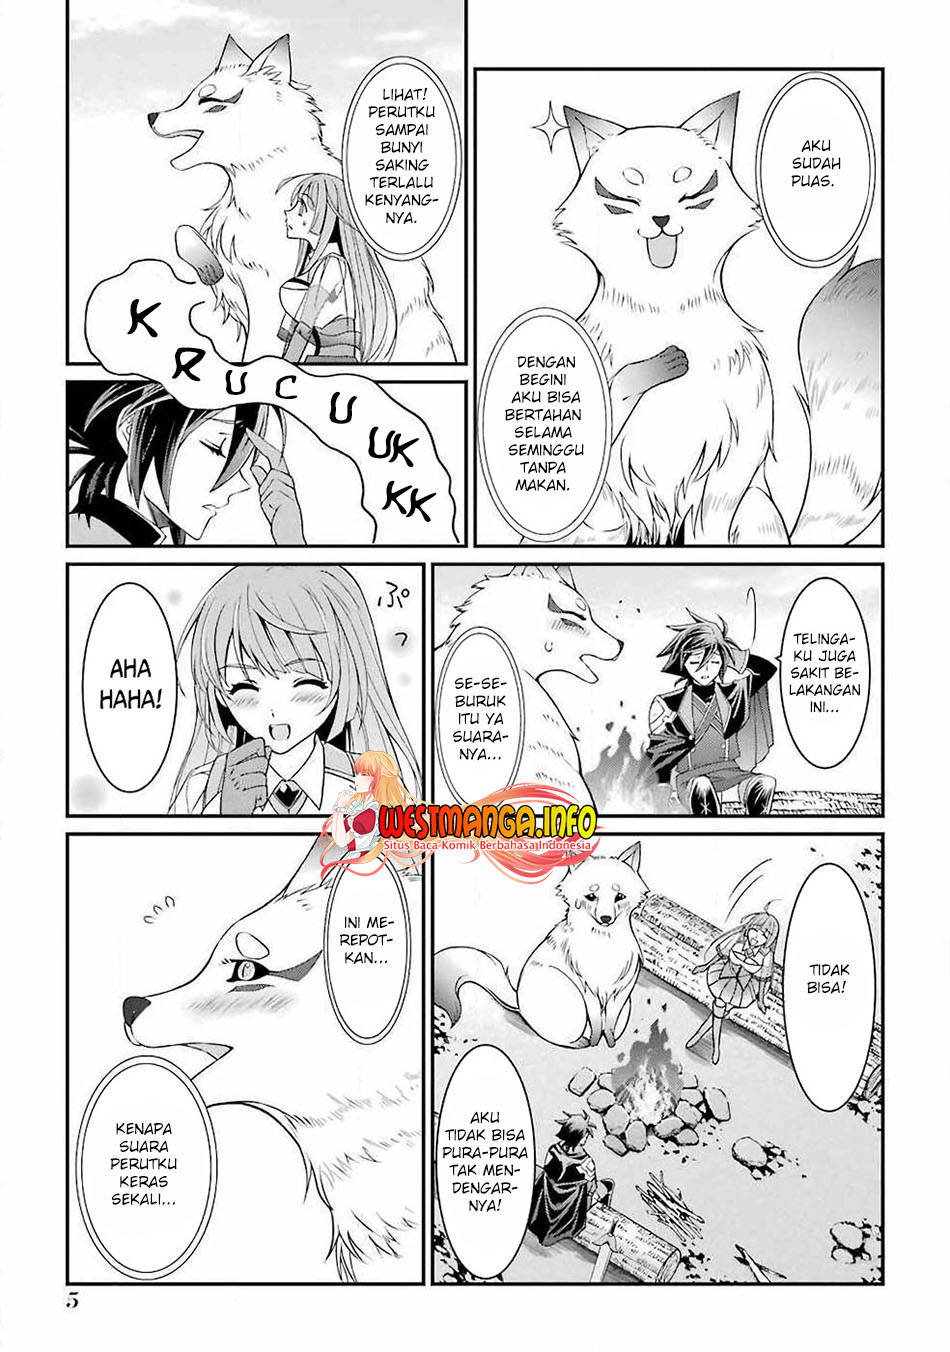 AKU
SUDAH
PUAS.
DENGAN
BEGINI
AKU BISA
BERTAHAN
SELAMA
SEMINGGU
TANPA
MAKAN.
LIHAT!
PERUTKU
SAMPAI
BUNYI
SAKING
TERLALU
KENYANG-
NYA.
KRUCUUKKK
TELINGA-
KU JUGA
SAKIT BE-
LAKANGAN
INI...
SE-SE-
BURUK
ITU YA
SUARA-
NYA...
ぷっ
AHA
HAHA!
WESTMANGA.INFO
Situs Baca Komik Berbahasa Indonesia
TIDAK
BISA!
AKU
TIDAK BISA
PURA-PURA
TAK MEN-
DENGAR-
NYA!
INI ME-
REPOT-
KAN...
KENAPA
SUARA
PERUTKU
KERAS
SEKALI...
5